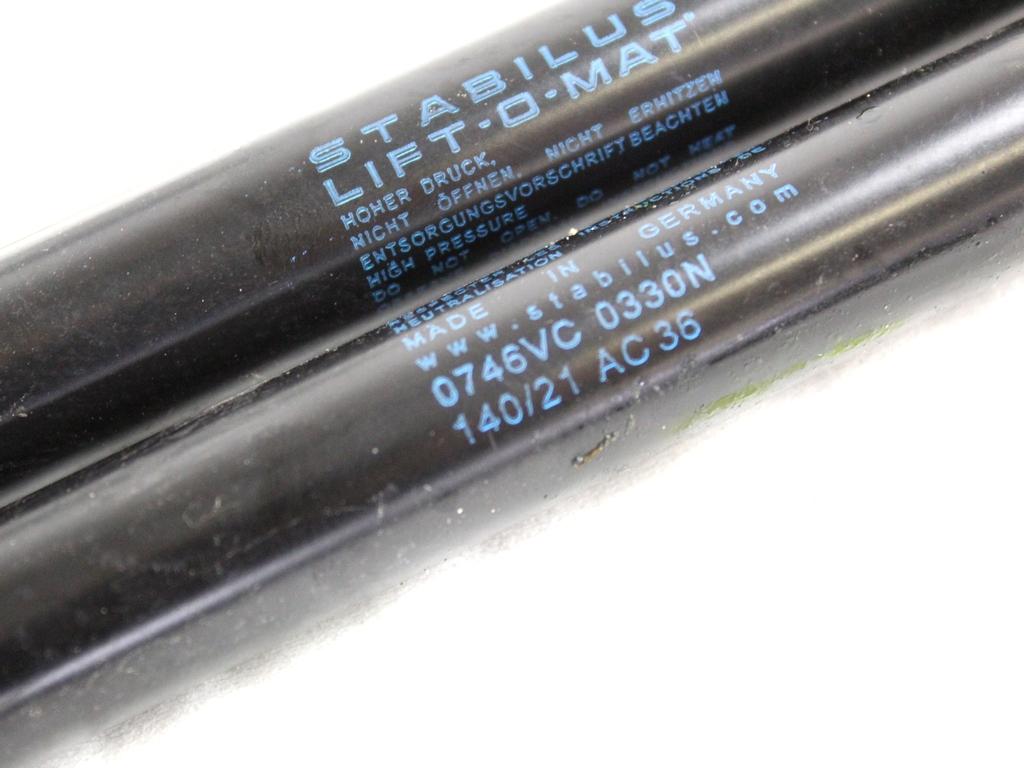 STABILUS
LIFT-O-MAT®
HOHER DRUCK.
NICHT ÖFFNEN. NICHT ERHITZEN
ENTSORGUNGSVORSCHRIFT BEACHTEN
HIGH PRESSURE
DO NOT OPEN. DO NOT HEAT
NEUTRALISATION
MADE IN GERMANY
www.stabilus.com
0746VC 0330N
140/21 AC 36